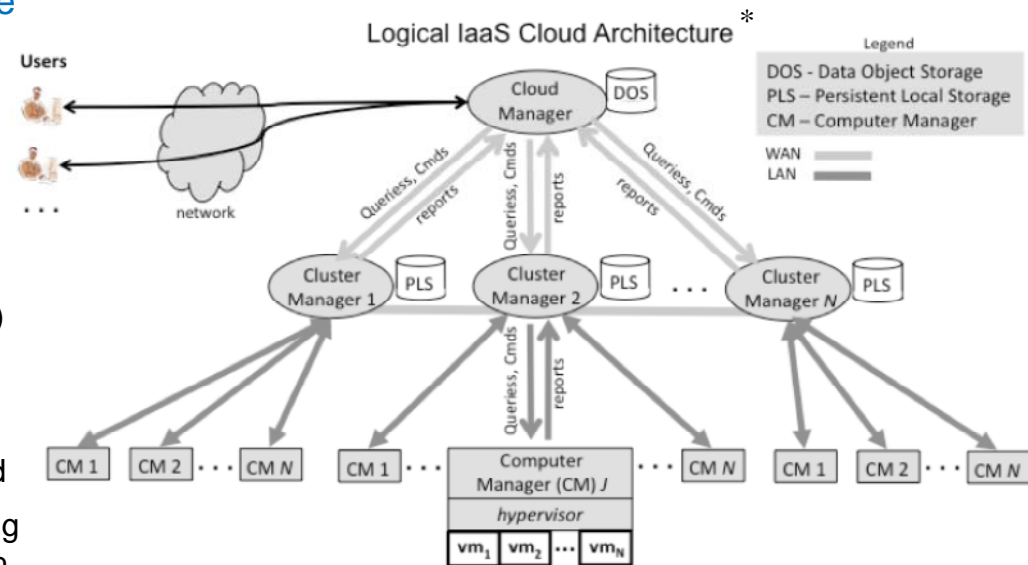 e
Logical IaaS Cloud Architecture *
Users
Legend
DOS - Data Object Storage
PLS – Persistent Local Storage
CM – Computer Manager
WAN
LAN
Cloud
Manager
DOS
network
. . .
Queriess, Cmds
reports
Queriess, Cmds
reports
Queriess, Cmds
reports
Cluster
Manager 1
PLS
Cluster
Manager 2
PLS
. . .
Cluster
Manager N
PLS
)
Queriess, Cmds
reports
CM 1
CM 2
. . .
CM N
CM 1
. . .
Computer
Manager (CM) J
hypervisor
vm1
vm2
...
vmN
. . .
CM N
CM 1
CM 2
. . .
CM N
d
g